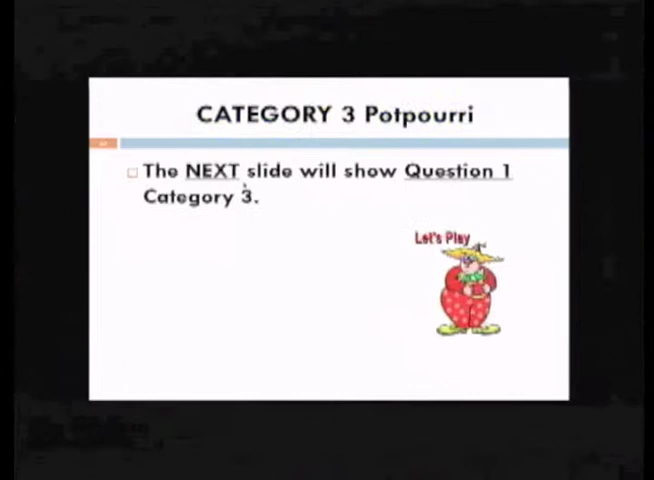 CATEGORY 3 Potpourri
The NEXT slide will show Question 1
Category 3.
Let's Play